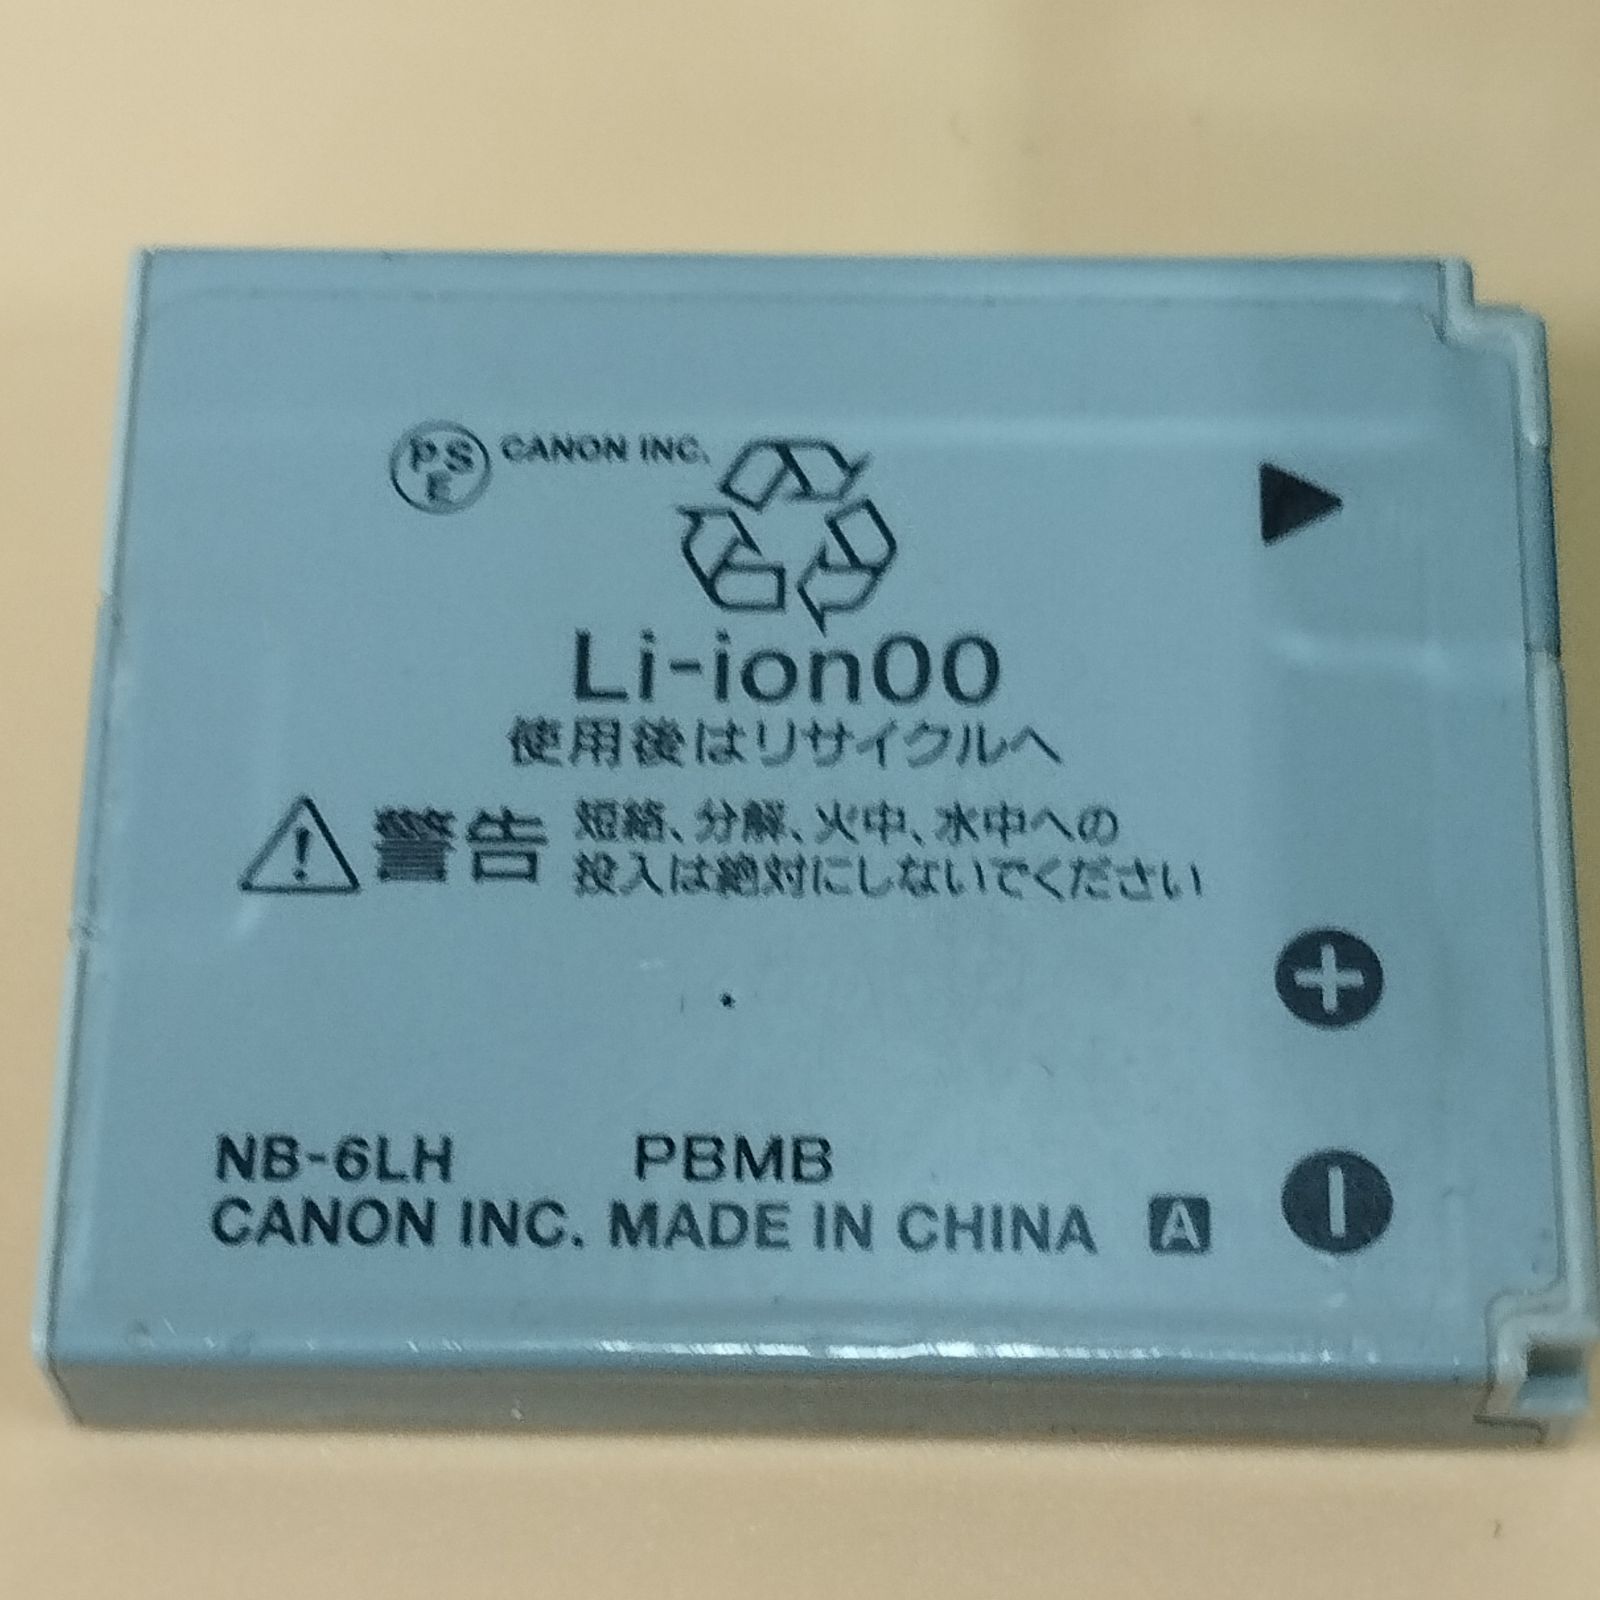 PSE CANON INC.
Li-ion00
使用後はリサイクルへ
警告 短絡、分解、火中、水中への
投入は絶対にしないでください
NB-6LH PBMB
CANON INC. MADE IN CHINA A